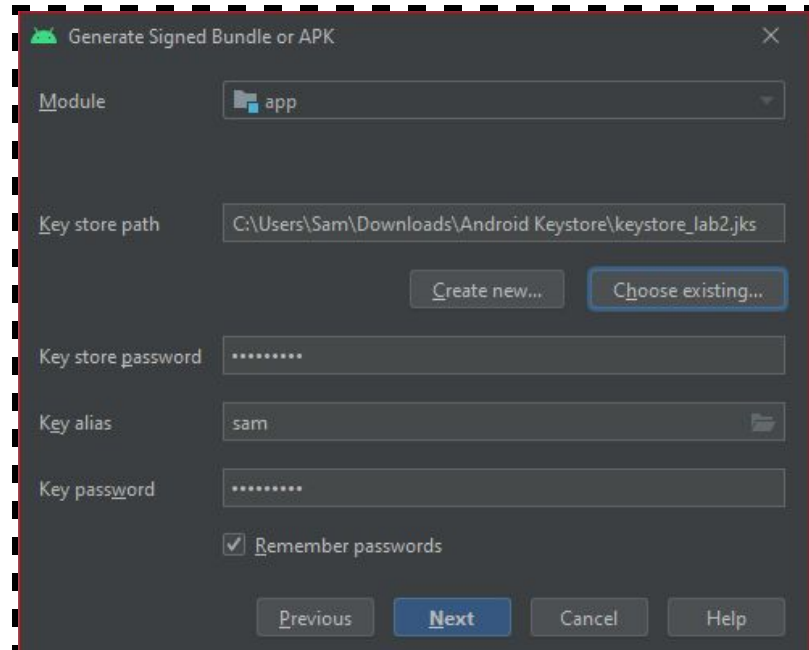 Generate Signed Bundle or APK
Module app
Key store path C:\Users\Sam\Downloads\Android Keystore\keystore_lab2.jks
Create new... Choose existing...
Key store password •••••••••
Key alias sam
Key password •••••••••
Remember passwords
Previous Next Cancel Help